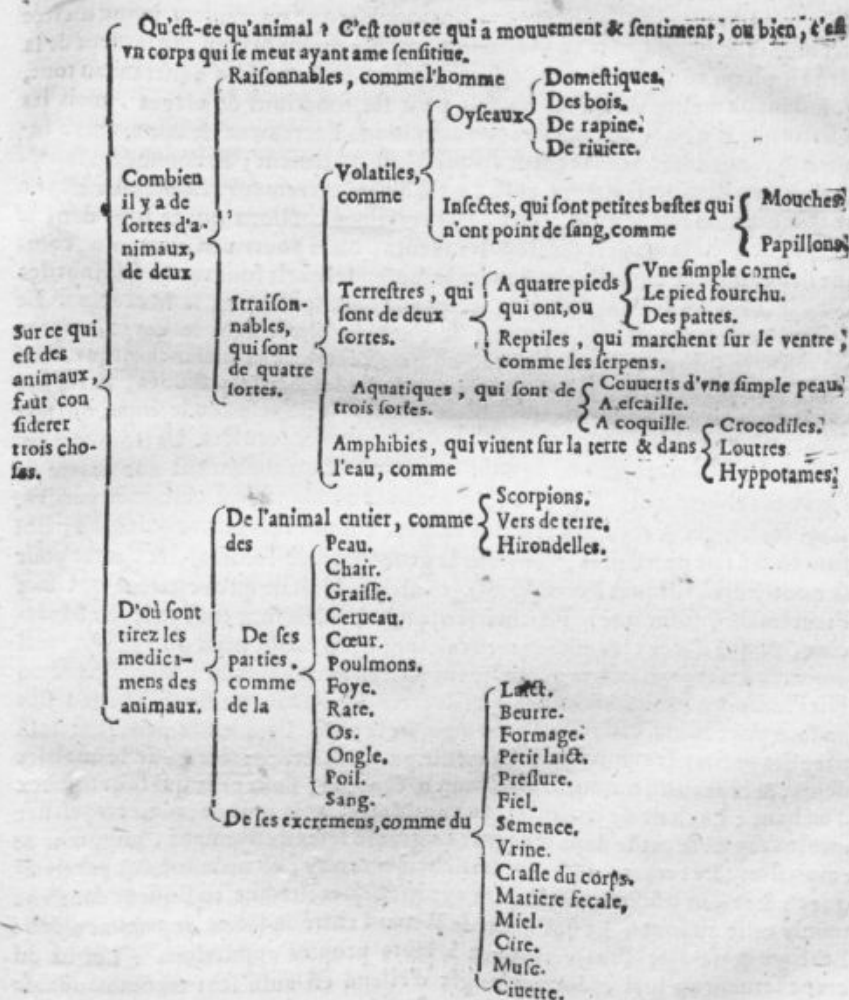 Qu'est-ce qu'animal ? C'est tout ce qui a mouuement & sentiment, ou bien, c'est
vn corps qui se meut ayant ame sensitiue.
Sur ce qui
est des
animaux,
faut con
siderer
trois cho-
ses.
Combien
il y a de
sortes d'a-
nimaux,
de deux
Raisonnables, comme l'homme
Irraison-
nables,
qui sont
de quatre
sortes.
Volatiles,
comme
Oyseaux
Domestiques.
Des bois.
De rapine.
De riuiere.
Insectes, qui sont petites bestes qui
n'ont point de sang, comme
Mouches.
Papillons.
Terrestres, qui
sont de deux
sortes.
A quatre pieds
qui ont, ou
Vne simple corne.
Le pied fourchu.
Des pattes.
Reptiles, qui marchent sur le ventre,
comme les serpens.
Aquatiques, qui sont de
trois sortes.
Couuerts d'vne simple peau,
A escaille.
A coquille.
Amphibies, qui viuent sur la terre & dans
l'eau, comme
Crocodiles.
Loutres
Hyppotames.
D'où sont
tirez les
medica-
mens des
animaux.
De l'animal entier, comme
des
Scorpions.
Vers de terre.
Hirondelles.
De ses
parties,
comme
de la
Peau.
Chair.
Graisse.
Cerueau.
Cœur.
Poulmons.
Foye.
Rate.
Os.
Ongle.
Poil.
Sang.
De ses excremens, comme du
Laict.
Beurre.
Formage.
Petit laict.
Pressure.
Fiel.
Semence.
Vrine.
Crasse du corps.
Matiere fecale,
Miel.
Cire.
Musc.
Ciuette.